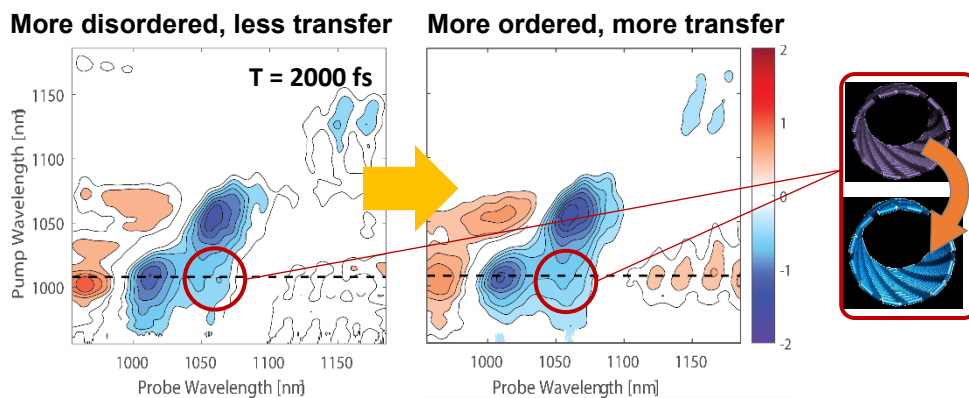 More disordered, less transfer
More ordered, more transfer
T = 2000 fs
Pump Wavelength [nm]
1150
1100
1050
1000
1000
1050
1100
1150
Probe Wavelength [nm]
1000
1050
1100
1150
Probe Wavelength [nm]
2
1
0
-1
-2